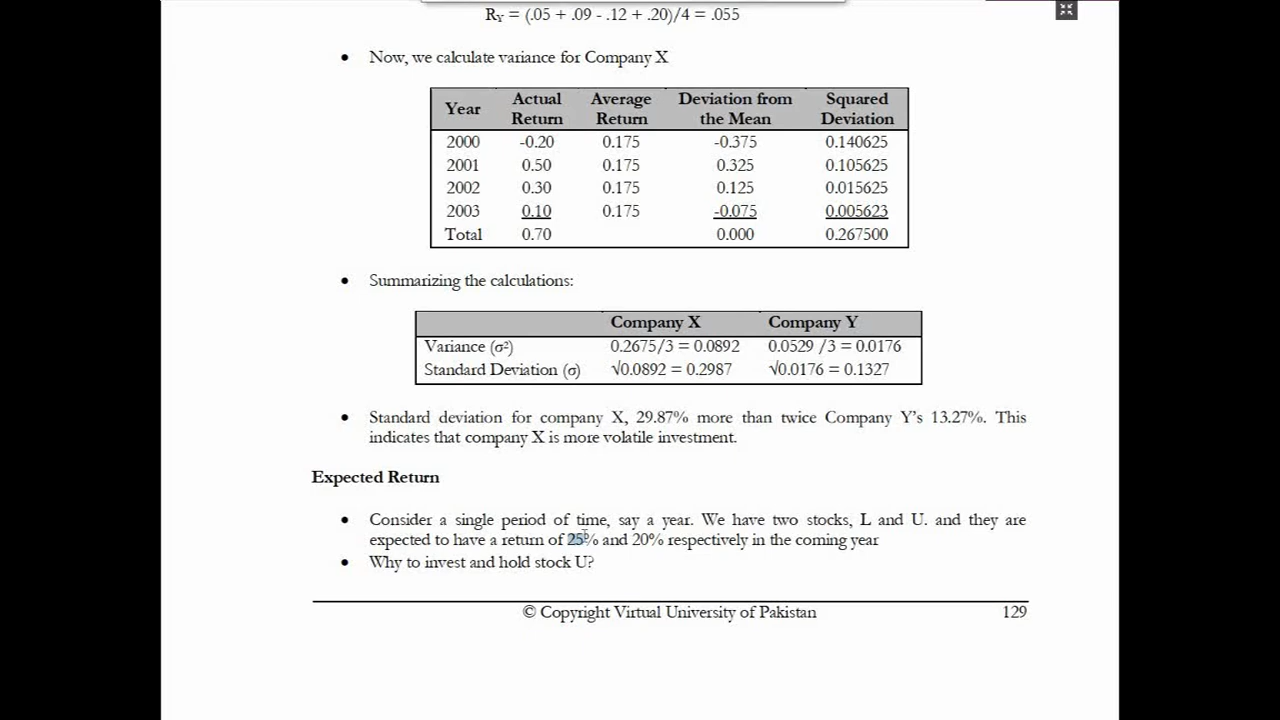 R_Y = (.05 + .09 - .12 + .20)/4 = .055
• Now, we calculate variance for Company X
Year Actual Return Average Return Deviation from the Mean Squared Deviation
2000 -0.20 0.175 -0.375 0.140625
2001 0.50 0.175 0.325 0.105625
2002 0.30 0.175 0.125 0.015625
2003 0.10 0.175 -0.075 0.005623
Total 0.70 0.000 0.267500
• Summarizing the calculations:
Company X Company Y
Variance (σ²) 0.2675/3 = 0.0892 0.0529 /3 = 0.0176
Standard Deviation (σ) √0.0892 = 0.2987 √0.0176 = 0.1327
• Standard deviation for company X, 29.87% more than twice Company Y's 13.27%. This
indicates that company X is more volatile investment.
Expected Return
• Consider a single period of time, say a year. We have two stocks, L and U. and they are
expected to have a return of 25% and 20% respectively in the coming year
• Why to invest and hold stock U?
© Copyright Virtual University of Pakistan 129